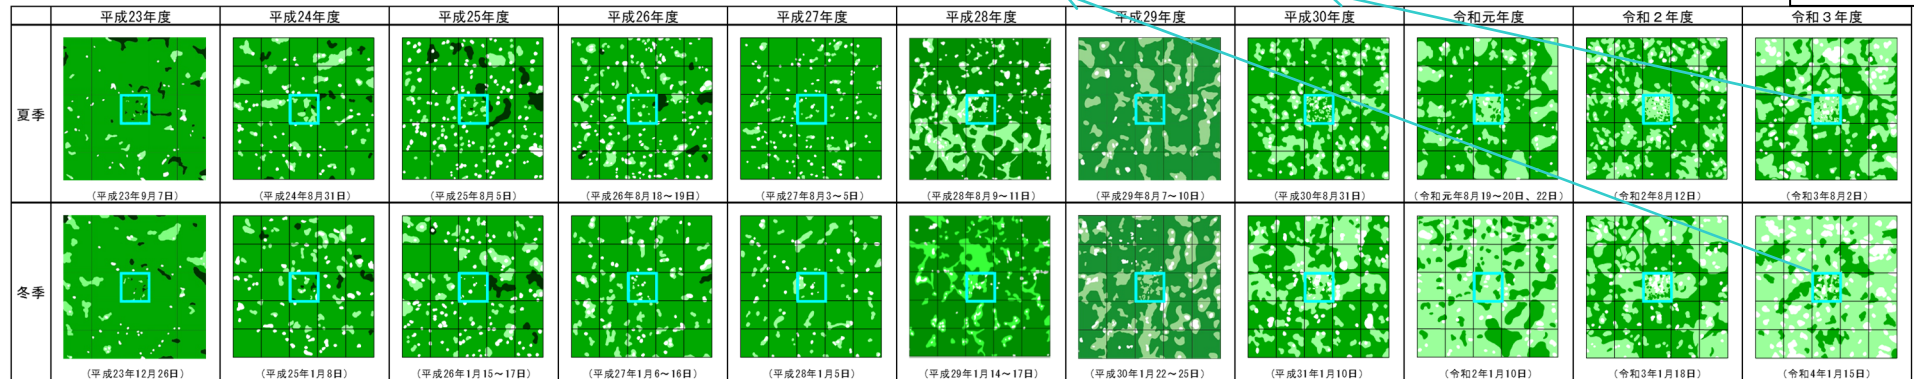 平成23年度 平成24年度 平成25年度 平成26年度 平成27年度 平成28年度 平成29年度 平成30年度 令和元年度 令和２年度 令和３年度
夏季
(平成23年9月7日) (平成24年8月31日) (平成25年8月5日) (平成26年8月18～19日) (平成27年8月3～5日) (平成28年8月9～11日) (平成29年8月7～10日) (平成30年8月31日) (令和元年8月19～20日、22日) (令和2年8月12日) (令和3年8月2日)
冬季
(平成23年12月26日) (平成25年1月8日) (平成26年1月15～17日) (平成27年1月6～16日) (平成28年1月5日) (平成29年1月14～17日) (平成30年1月22～25日) (平成31年1月10日) (令和2年1月10日) (令和3年1月18日) (令和4年1月15日)